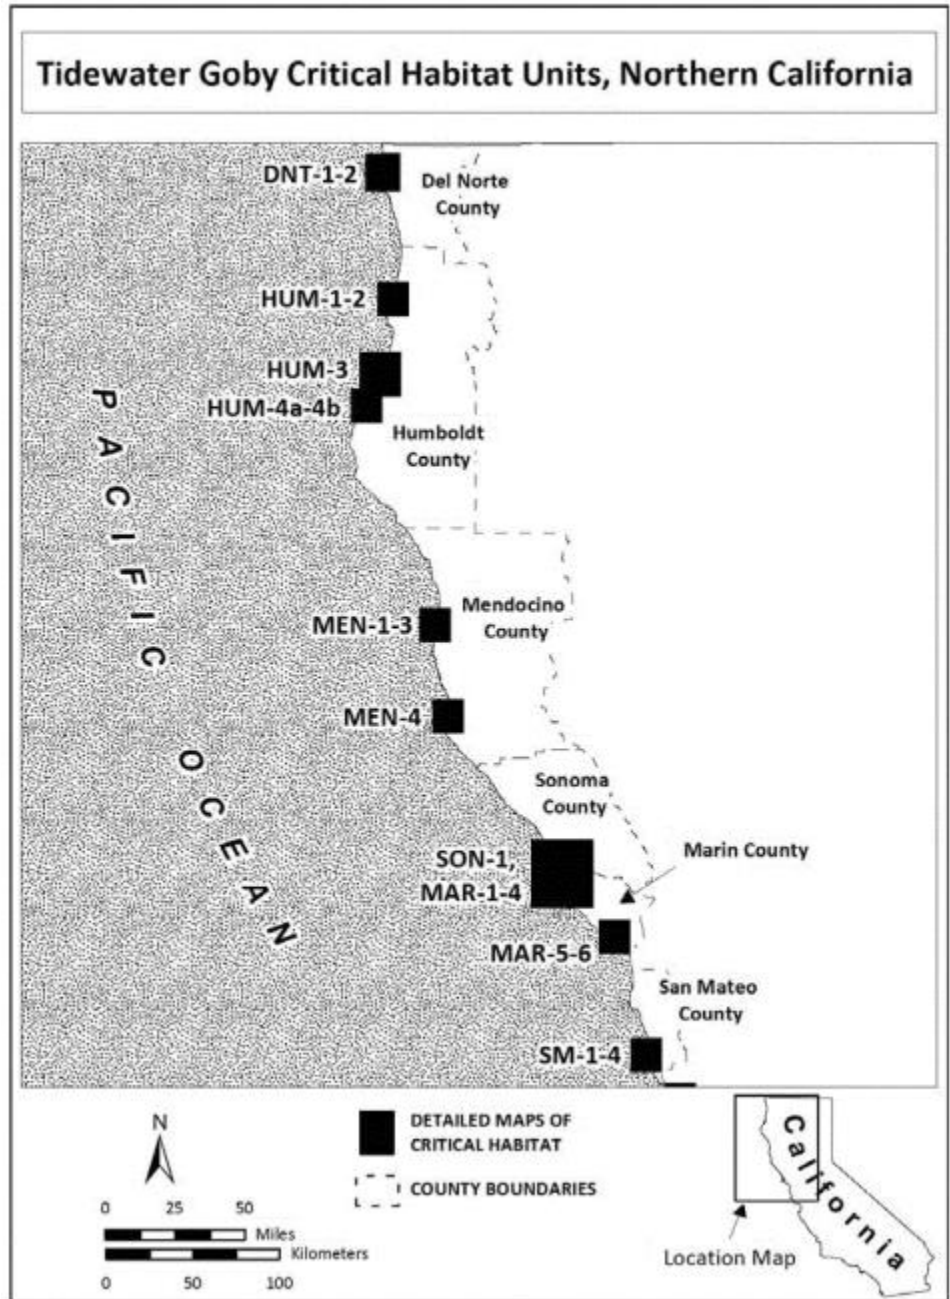 Tidewater Goby Critical Habitat Units, Northern California
DNT-1-2
Del Norte
County
HUM-1-2
HUM-3
HUM-4a-4b
Humboldt
County
PACIFIC OCEAN
MEN-1-3
Mendocino
County
MEN-4
Sonoma
County
SON-1,
MAR-1-4
Marin County
MAR-5-6
San Mateo
County
SM-1-4
N
0 25 50
Miles
Kilometers
0 50 100
DETAILED MAPS OF
CRITICAL HABITAT
COUNTY BOUNDARIES
California
Location Map